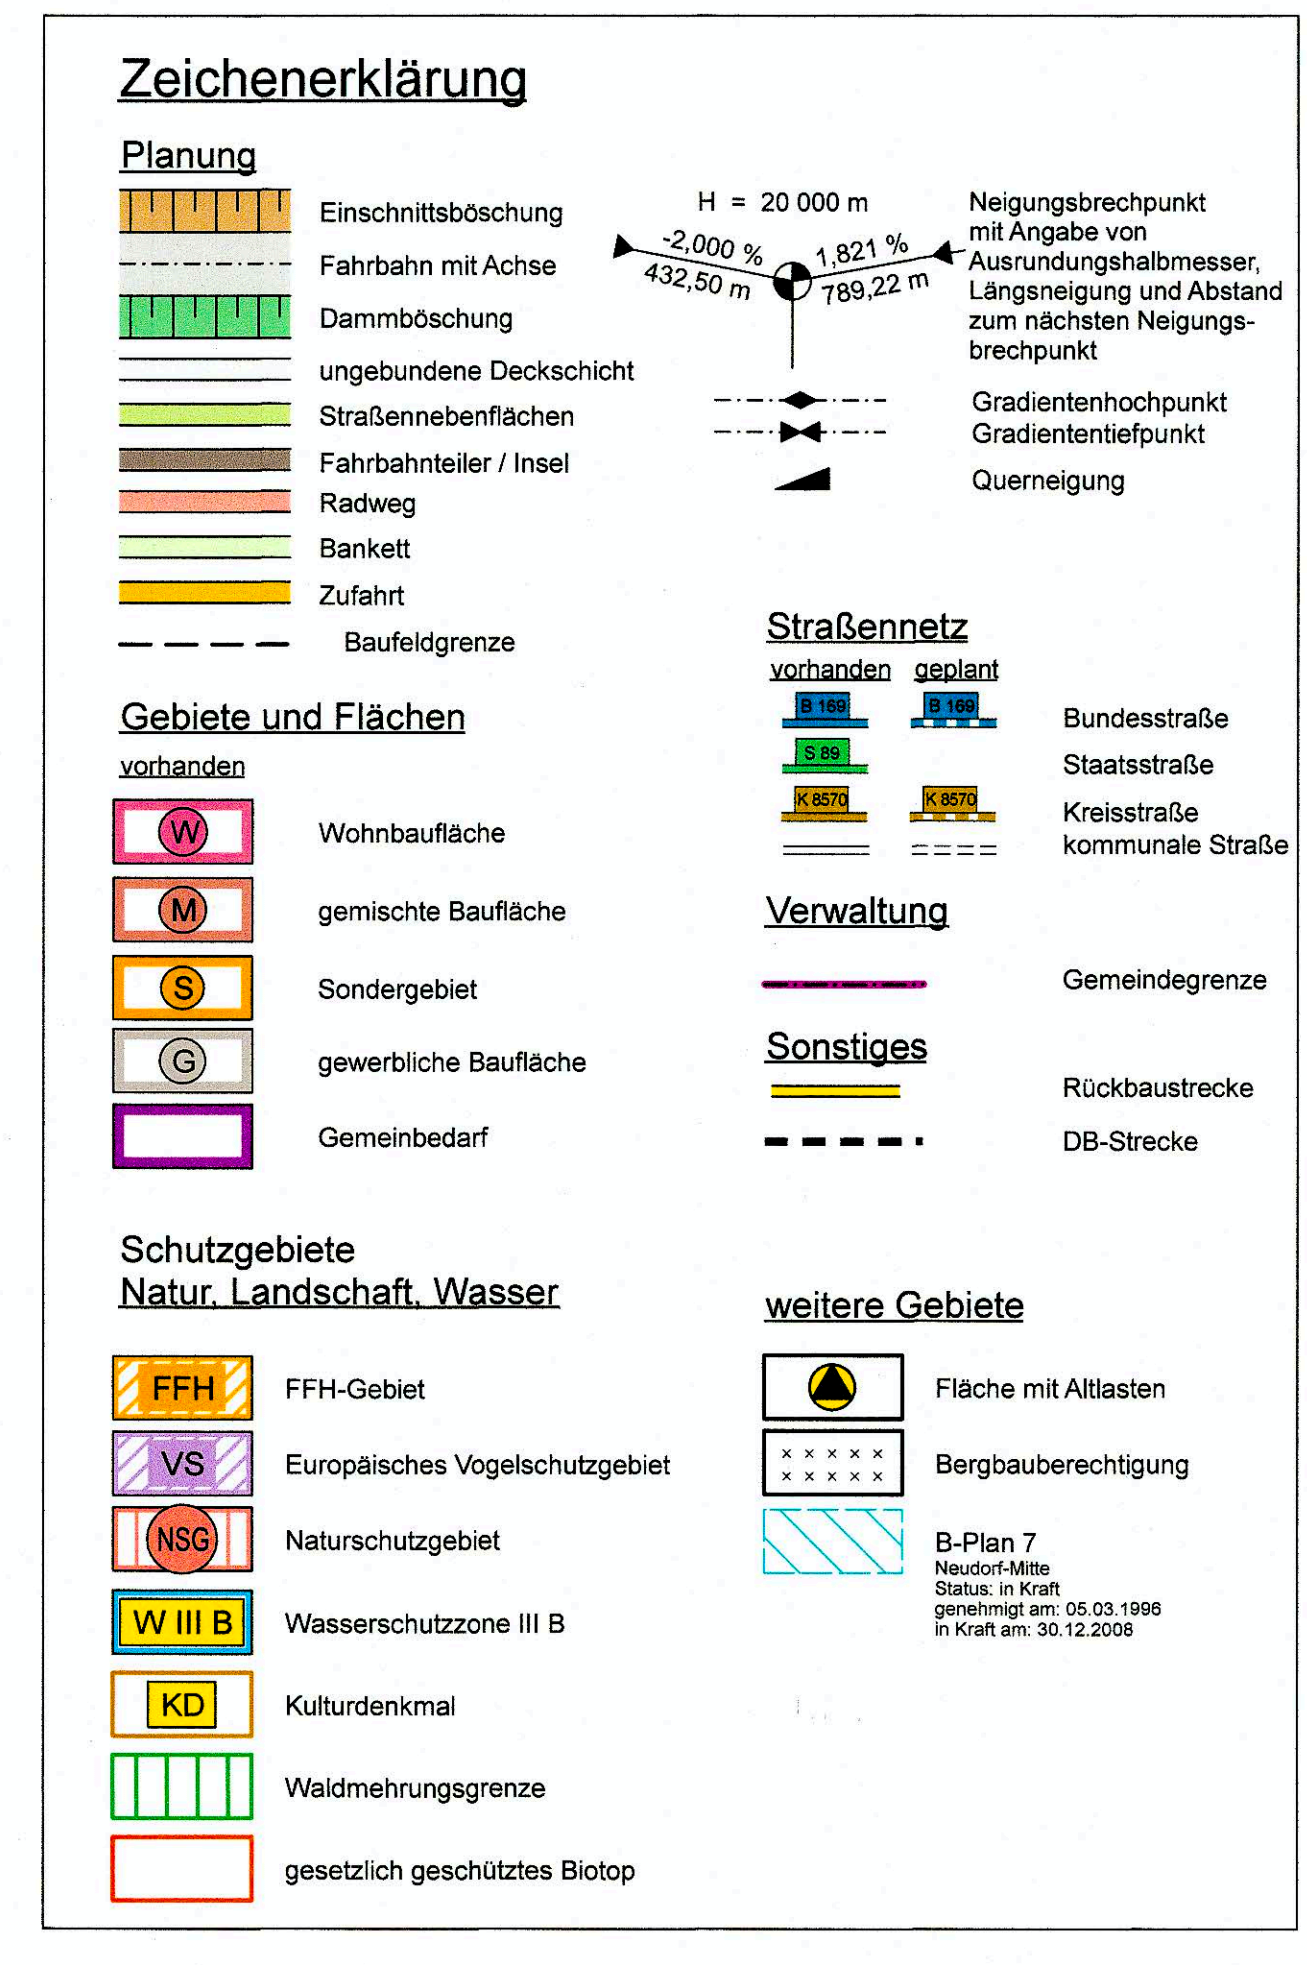 Zeichenerklärung
Planung
Einschnittsböschung
Fahrbahn mit Achse
Dammböschung
ungebundene Deckschicht
Straßennebenflächen
Fahrbahnteiler / Insel
Radweg
Bankett
Zufahrt
Baufeldgrenze
H = 20 000 m
-2,000 %
432,50 m
1,821 %
789,22 m
Neigungsbrechpunkt
mit Angabe von
Ausrundungshalbmesser,
Längsneigung und Abstand
zum nächsten Neigungs-
brechpunkt
Gradientenhochpunkt
Gradiententiefpunkt
Querneigung
Straßennetz
vorhanden geplant
B 169 B 169 Bundesstraße
S 89 Staatsstraße
K 8570 K 8570 Kreisstraße
kommunale Straße
Gebiete und Flächen
vorhanden
W Wohnbaufläche
M gemischte Baufläche
S Sondergebiet
G gewerbliche Baufläche
Gemeinbedarf
Verwaltung
Gemeindegrenze
Sonstiges
Rückbaustrecke
DB-Strecke
Schutzgebiete
Natur, Landschaft, Wasser
FFH FFH-Gebiet
VS Europäisches Vogelschutzgebiet
NSG Naturschutzgebiet
W III B Wasserschutzzone III B
KD Kulturdenkmal
Waldmehrungsgrenze
gesetzlich geschütztes Biotop
weitere Gebiete
Fläche mit Altlasten
Bergbauberechtigung
B-Plan 7
Neudorf-Mitte
Status: in Kraft
genehmigt am: 05.03.1996
in Kraft am: 30.12.2008